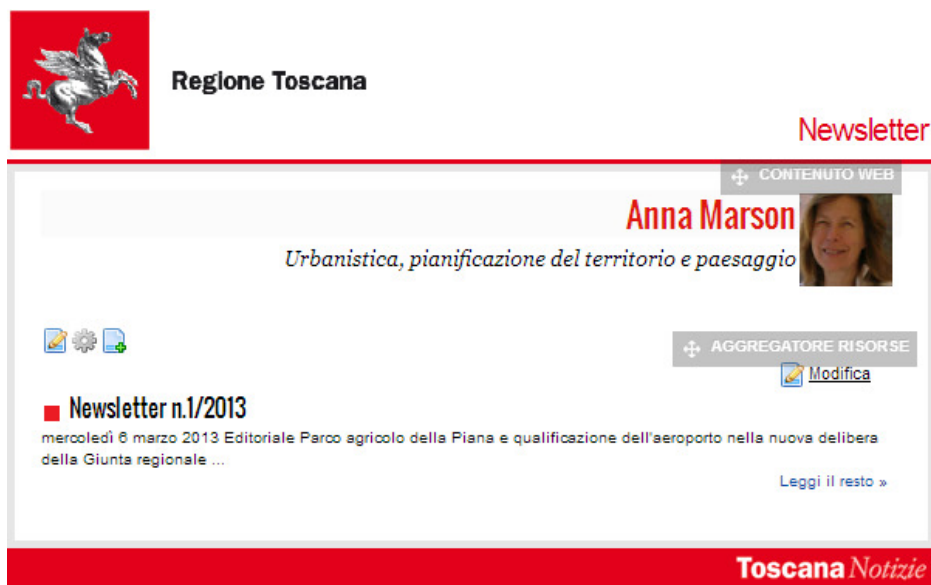 Regione Toscana
Newsletter
CONTENUTO WEB
Anna Marson
Urbanistica, pianificazione del territorio e paesaggio
AGGREGATORE RISORSE
Modifica
Newsletter n.1/2013
mercoledì 6 marzo 2013 Editoriale Parco agricolo della Piana e qualificazione dell'aeroporto nella nuova delibera
della Giunta regionale ...
Leggi il resto »
Toscana Notizie